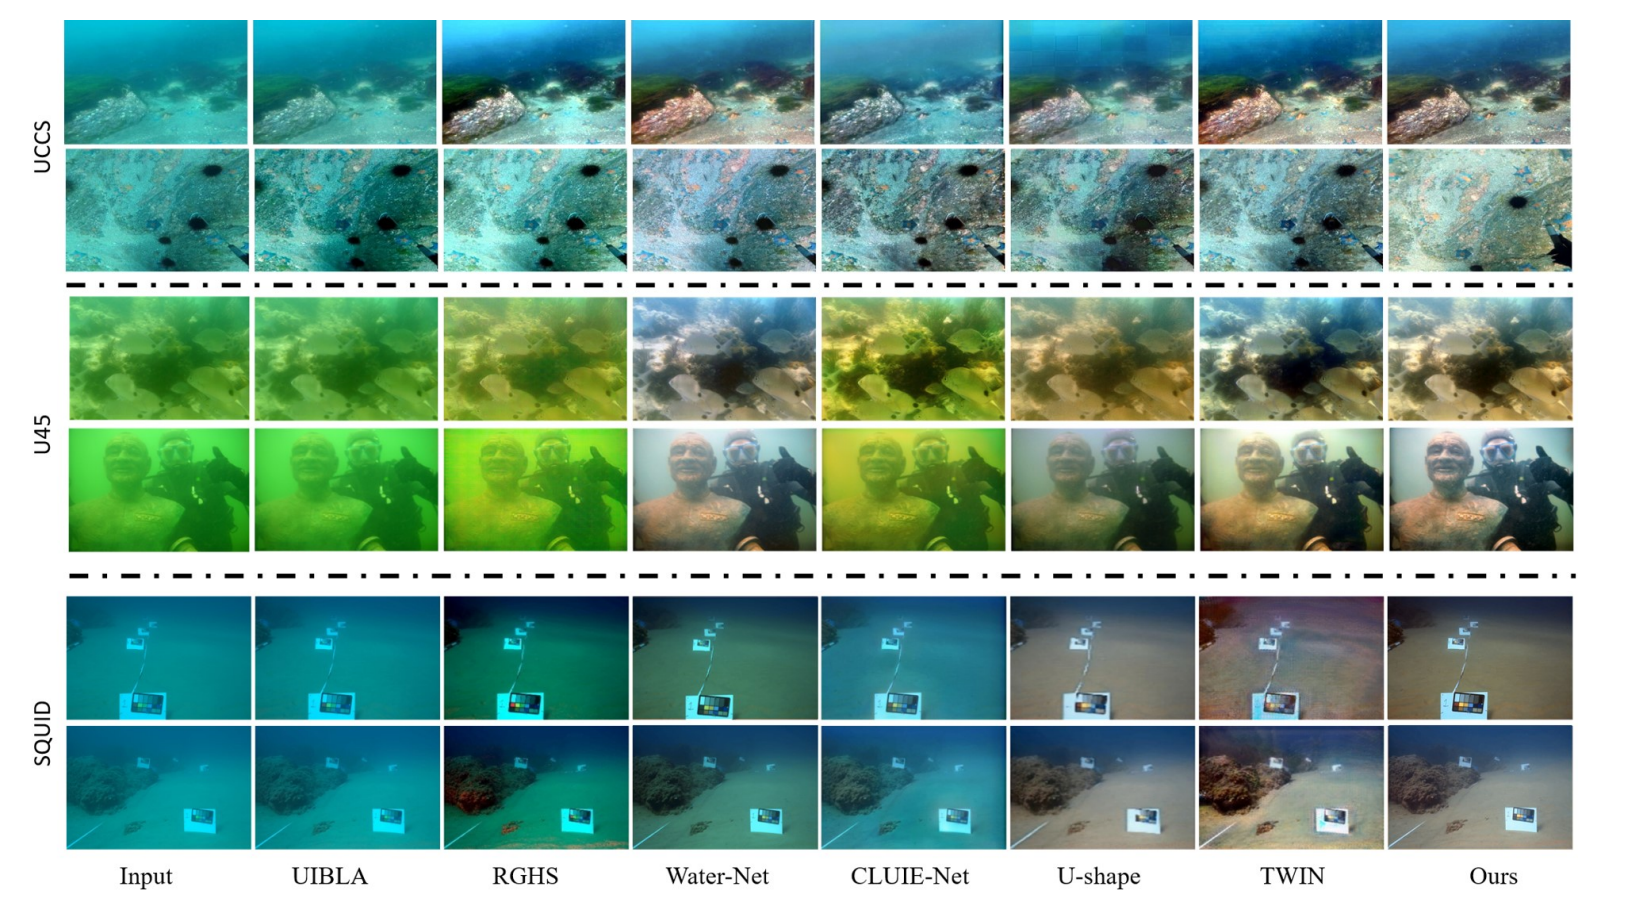 UCCS
U45
SQUID
Input UIBLA RGHS Water-Net CLUIE-Net U-shape TWIN Ours